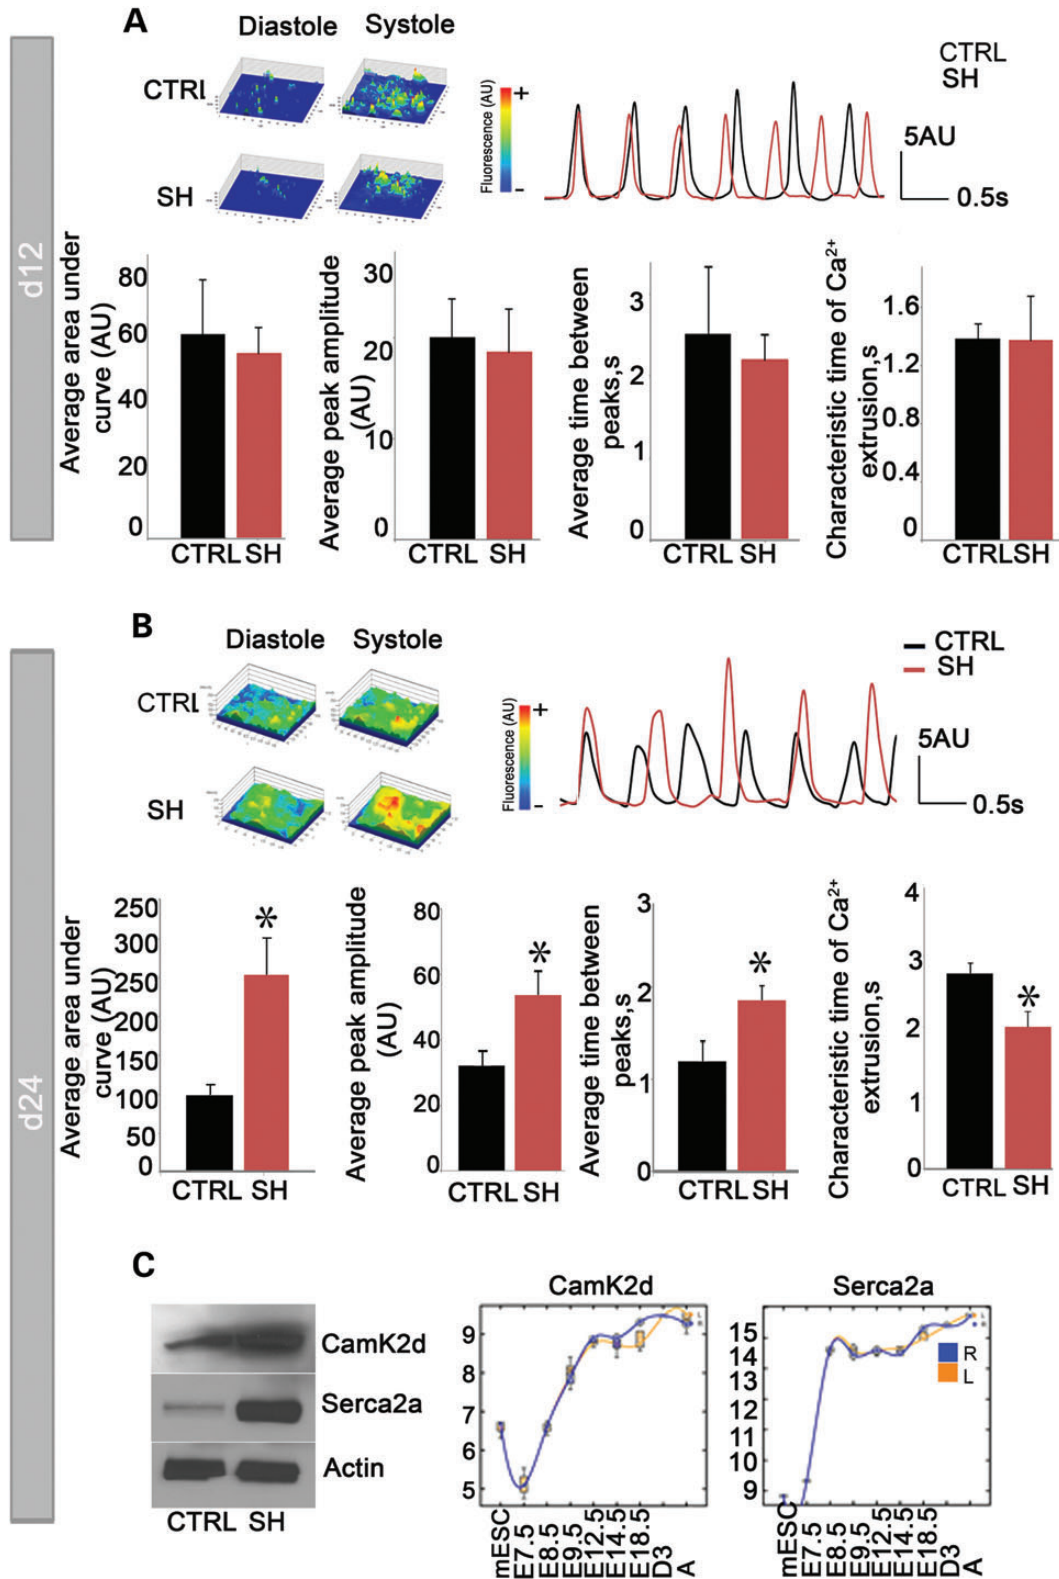 A
Diastole Systole
CTRL
SH
Fluorescence (AU)
+
-
CTRL
SH
5AU
0.5s
d12
Average area under
curve (AU)
80
60
40
20
0
CTRL SH
Average peak amplitude
(AU)
30
20
10
0
CTRL SH
Average time between
peaks,s
3
2
1
0
CTRL SH
Characteristic time of Ca2+
extrusion,s
1.6
1.2
0.8
0.4
0
CTRL SH
B
Diastole Systole
CTRL
SH
Fluorescence (AU)
+
-
CTRL
SH
5AU
0.5s
d24
Average area under
curve (AU)
250
300
250
200
150
100
50
0
*
CTRL SH
Average peak amplitude
(AU)
80
60
40
20
0
*
CTRL SH
Average time between
peaks,s
3
2
1
0
*
CTRL SH
Characteristic time of Ca2+
extrusion,s
4
3
2
1
0
*
CTRL SH
C
CamK2d
Serca2a
Actin
CTRL SH
CamK2d
9
8
7
6
5
L
R
mESC
E7.5
E8.5
E9.5
E12.5
E14.5
E18.5
D3
A
Serca2a
15
14
13
12
11
10
9
R
L
mESC
E7.5
E8.5
E9.5
E12.5
E14.5
E18.5
D3
A